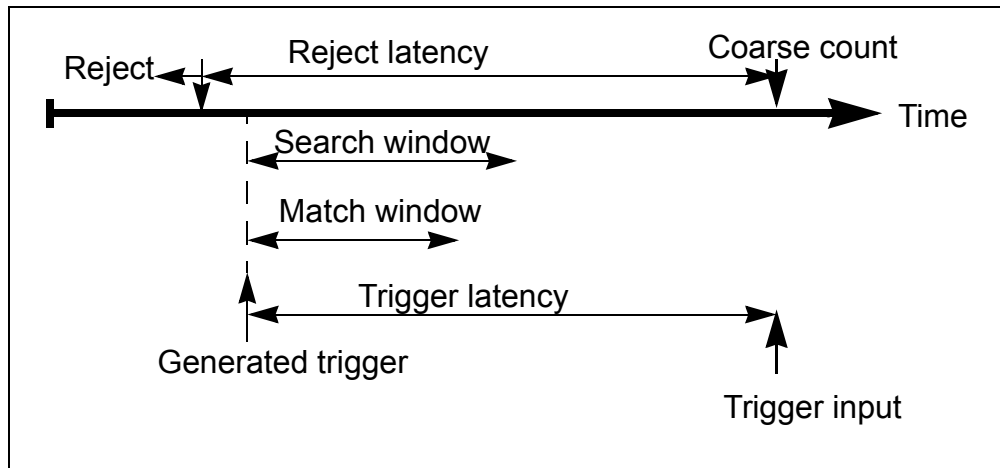 Coarse count
Reject
Reject latency
Time
Search window
Match window
Trigger latency
Generated trigger
Trigger input